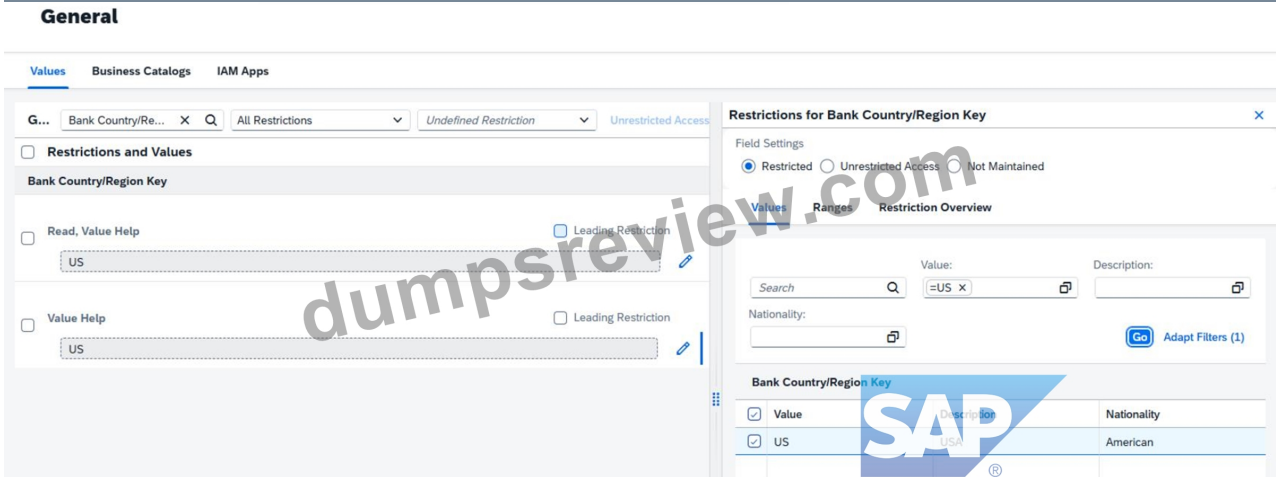 General
Values Business Catalogs IAM Apps
G... Bank Country/Re... All Restrictions Undefined Restriction Unrestricted Access
Restrictions and Values
Bank Country/Region Key
Read, Value Help Leading Restriction
US
Value Help Leading Restriction
US
Restrictions for Bank Country/Region Key
Field Settings
Restricted Unrestricted Access Not Maintained
Values Ranges Restriction Overview
Value: Description:
Search =US
Nationality:
Go Adapt Filters (1)
Bank Country/Region Key
Value Description Nationality
US USA American
dumpsreview.com
SAP ®